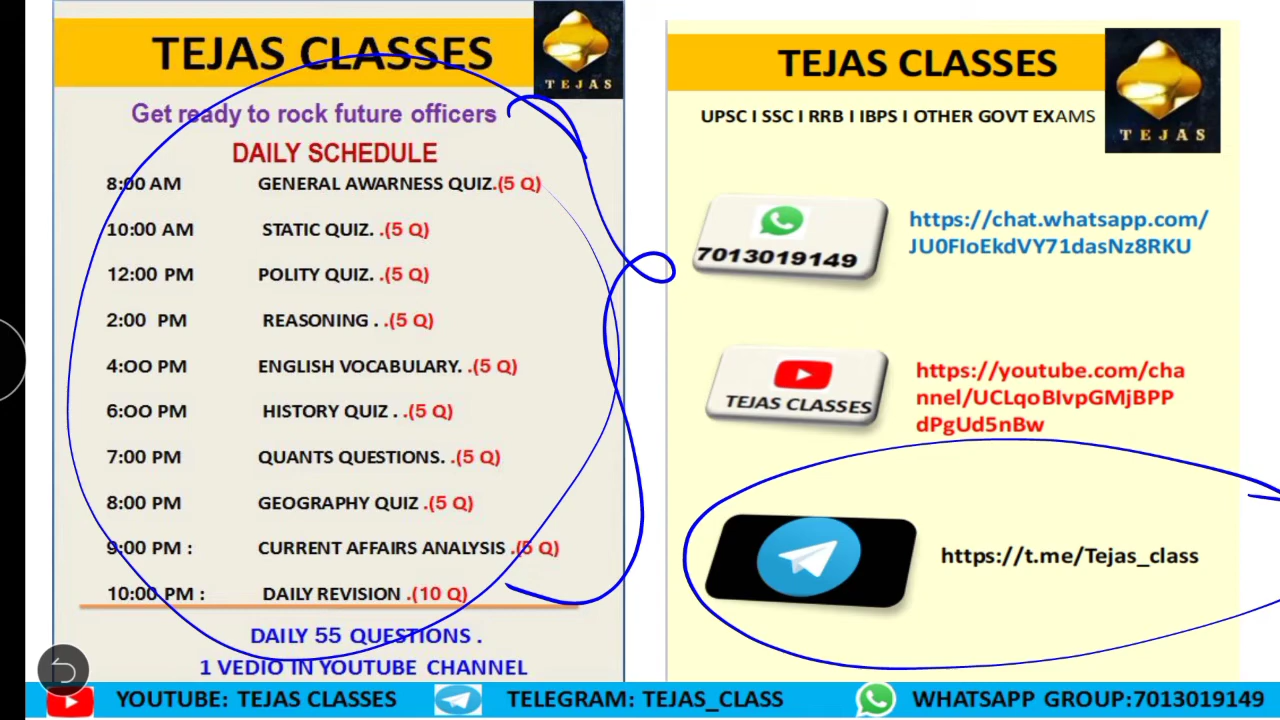 TEJAS CLASSES
TEJAS
Get ready to rock future officers
DAILY SCHEDULE
8:00 AM GENERAL AWARNESS QUIZ.(5 Q)
10:00 AM STATIC QUIZ. .(5 Q)
12:00 PM POLITY QUIZ. .(5 Q)
2:00 PM REASONING . .(5 Q)
4:OO PM ENGLISH VOCABULARY. .(5 Q)
6:OO PM HISTORY QUIZ . .(5 Q)
7:00 PM QUANTS QUESTIONS. .(5 Q)
8:00 PM GEOGRAPHY QUIZ .(5 Q)
9:00 PM : CURRENT AFFAIRS ANALYSIS .(5 Q)
10:00 PM : DAILY REVISION .(10 Q)
DAILY 55 QUESTIONS .
1 VEDIO IN YOUTUBE CHANNEL
TEJAS CLASSES
TEJAS
UPSC I SSC I RRB I IBPS I OTHER GOVT EXAMS
7013019149
https://chat.whatsapp.com/
JU0FIoEkdVY71dasNz8RKU
TEJAS CLASSES
https://youtube.com/cha
nnel/UCLqoBIvpGMjBPP
dPgUd5nBw
https://t.me/Tejas_class
YOUTUBE: TEJAS CLASSES TELEGRAM: TEJAS_CLASS WHATSAPP GROUP:7013019149